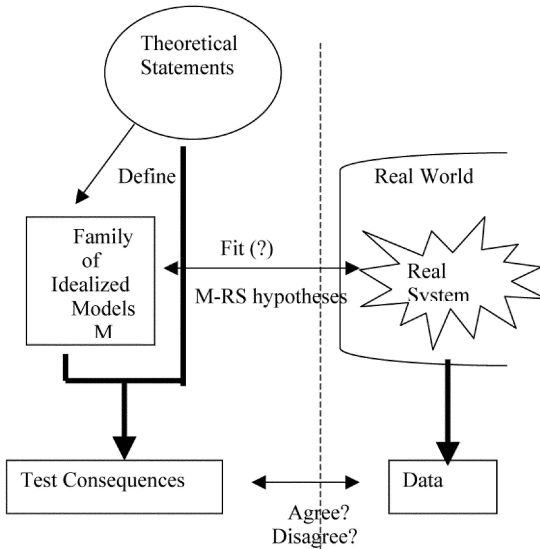 Theoretical
Statements
Define
Real World
Family
of
Idealized
Models
M
Fit (?)
M-RS hypotheses
Real
System
Test Consequences
Data
Agree?
Disagree?